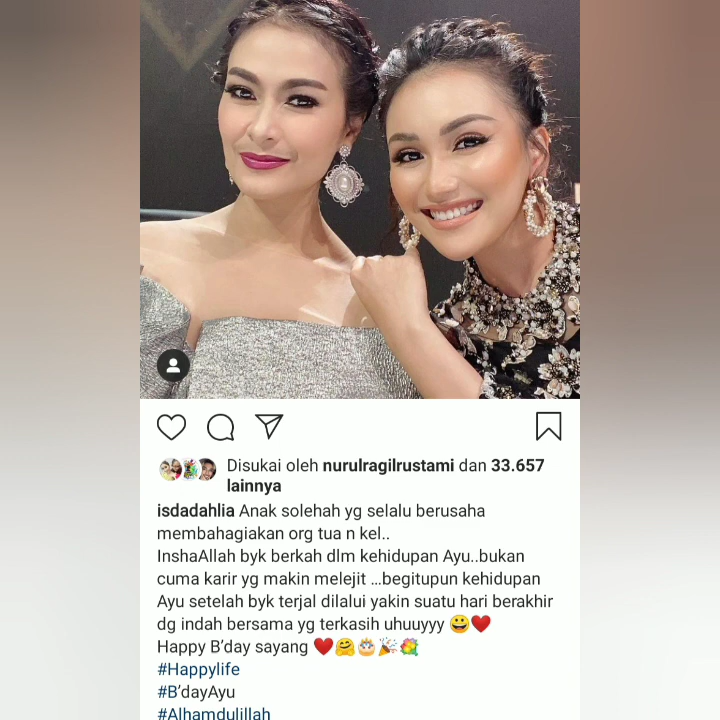 Disukai oleh nurulragilrustami dan 33.657
lainnya
isdadahlia Anak solehah yg selalu berusaha
membahagiakan org tua n kel..
InshaAllah byk berkah dlm kehidupan Ayu..bukan
cuma karir yg makin melejit ...begitupun kehidupan
Ayu setelah byk terjal dilalui yakin suatu hari berakhir
dg indah bersama yg terkasih uhuuyyy 😀❤️
Happy B'day sayang ❤️🤗🎂🎉💐
#Happylife
#B'dayAyu
#Alhamdulillah